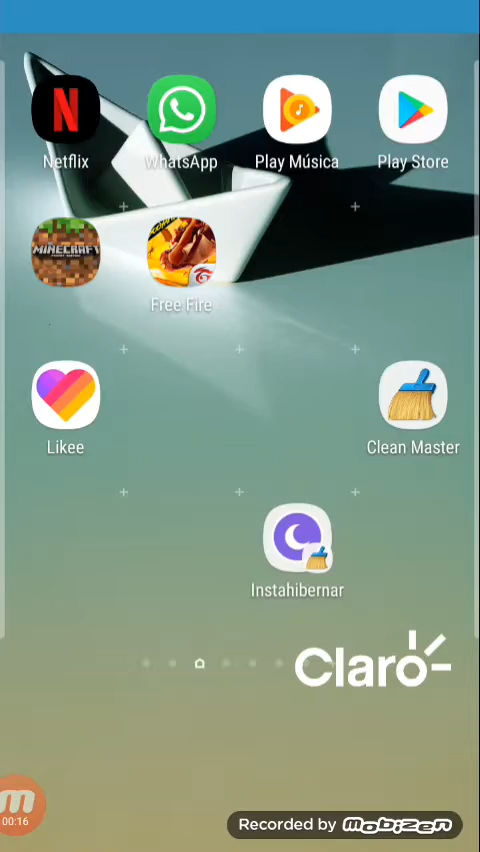 Netflix
WhatsApp
Play Música
Play Store
MINECRAFT
Free Fire
Likee
Clean Master
Instahibernar
Claro
00:16
Recorded by mobizen